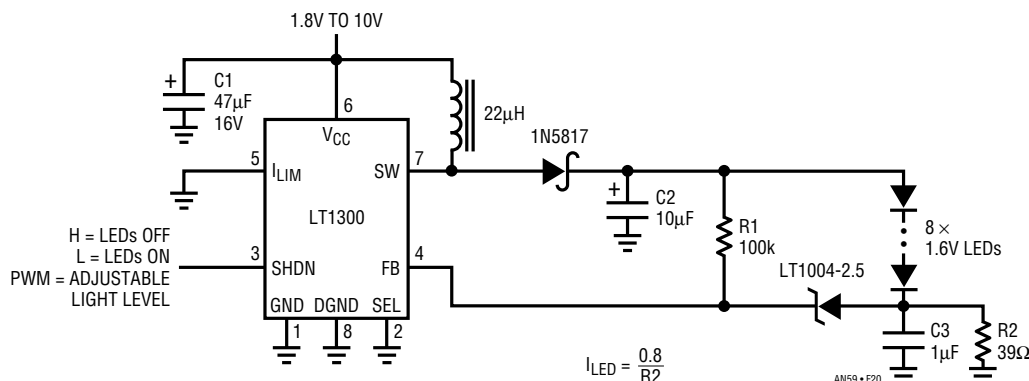 1.8V TO 10V
+
C1
47µF
16V
6
VCC
22µH
1N5817
5
ILIM
SW
7
+
C2
10µF
R1
100k
8 ×
1.6V LEDs
LT1300
H = LEDs OFF
L = LEDs ON
PWM = ADJUSTABLE
LIGHT LEVEL
3
SHDN
FB
4
LT1004-2.5
GND DGND SEL
1
8
2
C3
1µF
R2
39Ω
ILED = 0.8
R2
AN59 • F20